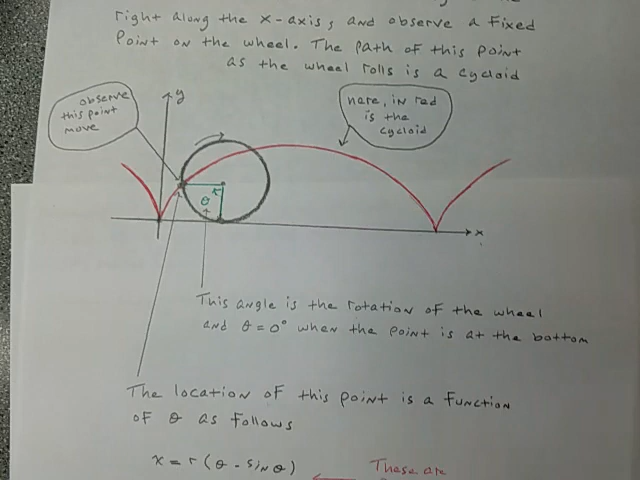 right along the x-axis, and observe a fixed
Point on the wheel. The path of this point
as the wheel rolls is a cycloid
observe
this point
move
y
here, in red
is the
cycloid
θ
x
This angle is the rotation of the wheel
and θ=0° when the point is at the bottom
The location of this point is a function
of θ as follows
x = r (θ - sin θ)
These are